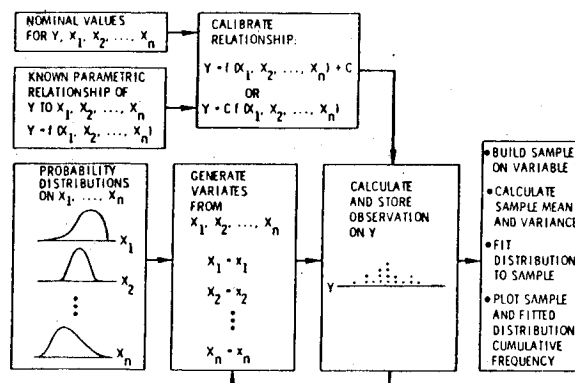 NOMINAL VALUES
FOR Y, X1, X2, ..., Xn
KNOWN PARAMETRIC
RELATIONSHIP OF
Y TO X1, X2, ..., Xn
Y=f(X1, X2, ..., Xn)
CALIBRATE
RELATIONSHIP:
Y = f (X1, X2, ..., Xn) + C
OR
Y = C f (X1, X2, ..., Xn)
PROBABILITY
DISTRIBUTIONS
ON X1, ... Xn
X1
X2
Xn
GENERATE
VARIATES
FROM
X1, X2, ..., Xn
X1 = x1
X2 = x2
Xn = xn
CALCULATE
AND STORE
OBSERVATION
ON Y
Y
• BUILD SAMPLE
ON VARIABLE
• CALCULATE
SAMPLE MEAN
AND VARIANCE
• FIT
DISTRIBUTION
TO SAMPLE
• PLOT SAMPLE
AND FITTED
DISTRIBUTION
CUMULATIVE
FREQUENCY